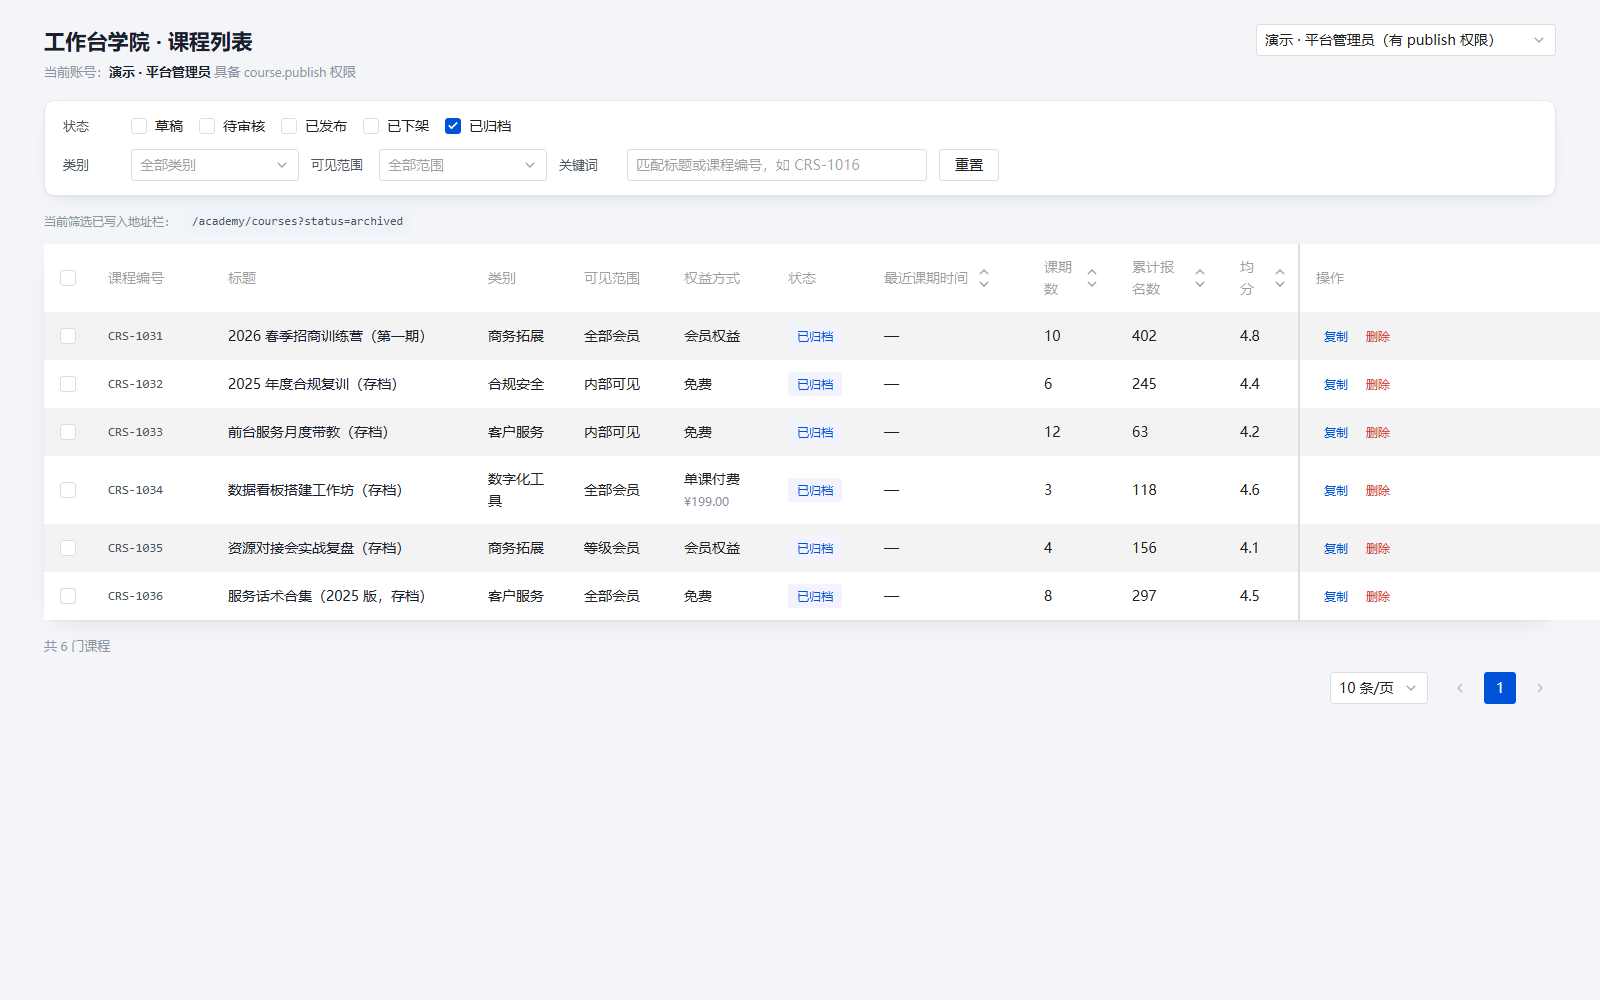 工作台学院 · 课程列表
演示 · 平台管理员（有 publish 权限）
当前账号：演示 · 平台管理员 具备 course.publish 权限
状态 草稿 待审核 已发布 已下架 已归档
类别 全部类别 可见范围 全部范围 关键词 匹配标题或课程编号，如 CRS-1016 重置
当前筛选已写入地址栏： /academy/courses?status=archived
课程编号 标题 类别 可见范围 权益方式 状态 最近课期时间 课期数 累计报名数 均分 操作
CRS-1031 2026 春季招商训练营（第一期） 商务拓展 全部会员 会员权益 已归档 — 10 402 4.8 复制 删除
CRS-1032 2025 年度合规复训（存档） 合规安全 内部可见 免费 已归档 — 6 245 4.4 复制 删除
CRS-1033 前台服务月度带教（存档） 客户服务 内部可见 免费 已归档 — 12 63 4.2 复制 删除
CRS-1034 数据看板搭建工作坊（存档） 数字化工具 全部会员 单课付费 ¥199.00 已归档 — 3 118 4.6 复制 删除
CRS-1035 资源对接会实战复盘（存档） 商务拓展 等级会员 会员权益 已归档 — 4 156 4.1 复制 删除
CRS-1036 服务话术合集（2025 版，存档） 客户服务 全部会员 免费 已归档 — 8 297 4.5 复制 删除
共 6 门课程
10 条/页 1